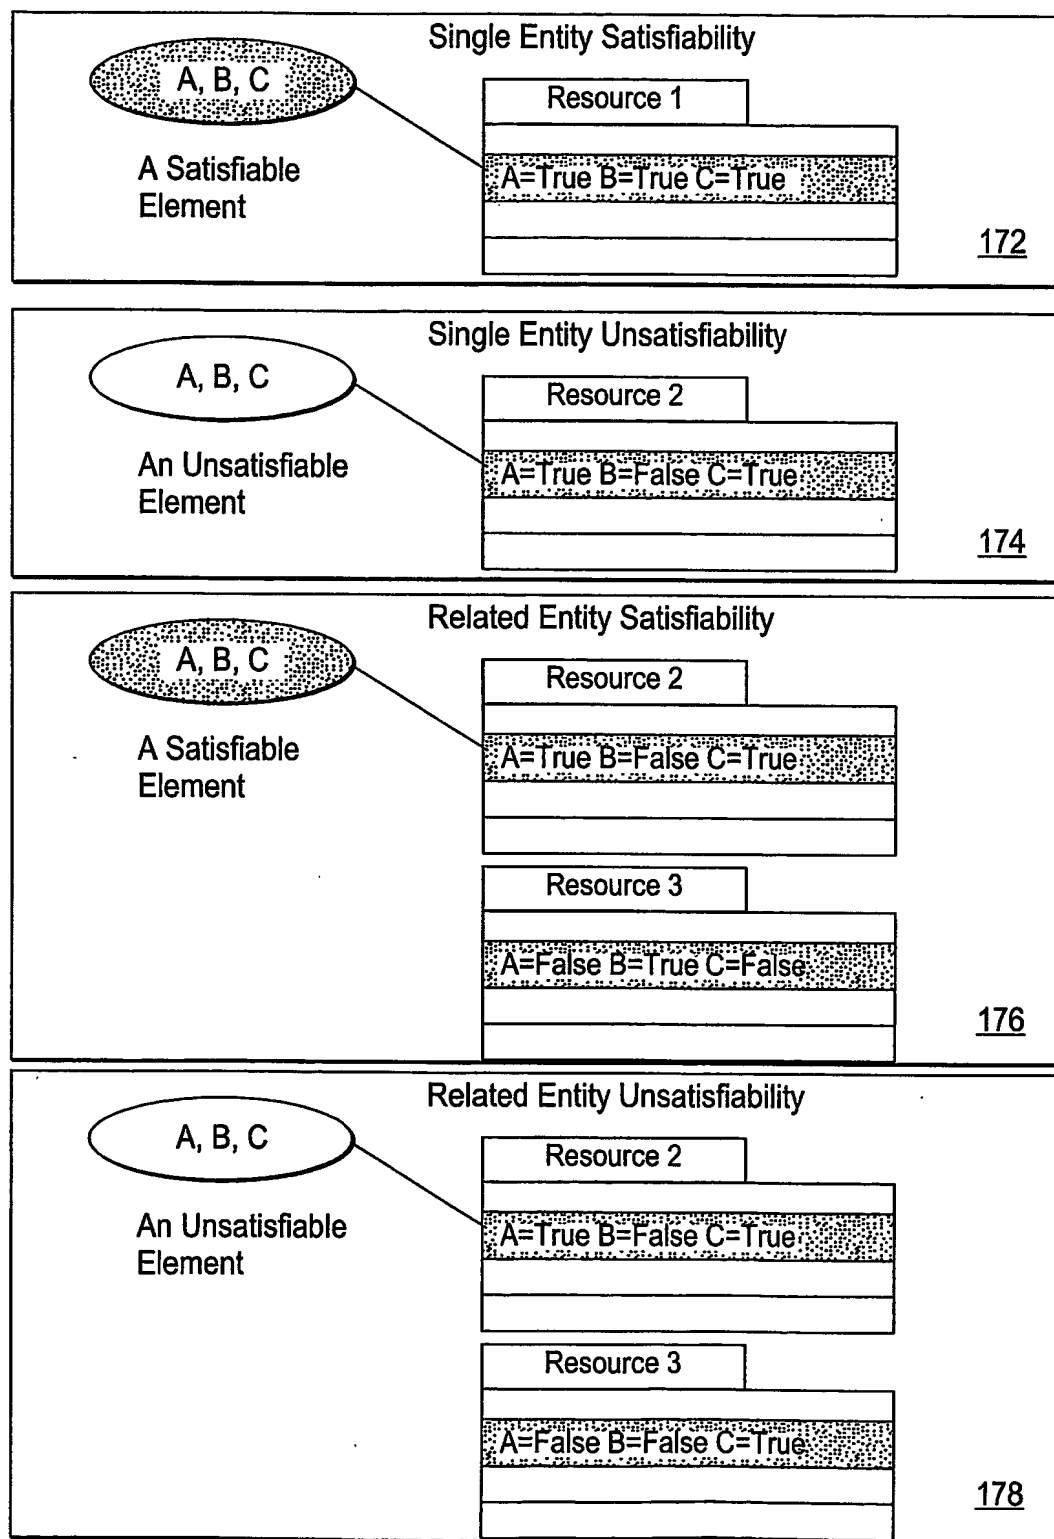 Single Entity Satisfiability
A, B, C
Resource 1
A Satisfiable
Element
A=True B=True C=True
172
Single Entity Unsatisfiability
A, B, C
Resource 2
An Unsatisfiable
Element
A=True B=False C=True
174
Related Entity Satisfiability
A, B, C
Resource 2
A Satisfiable
Element
A=True B=False C=True
Resource 3
A=False B=True C=False
176
Related Entity Unsatisfiability
A, B, C
Resource 2
An Unsatisfiable
Element
A=True B=False C=True
Resource 3
A=False B=False C=True
178